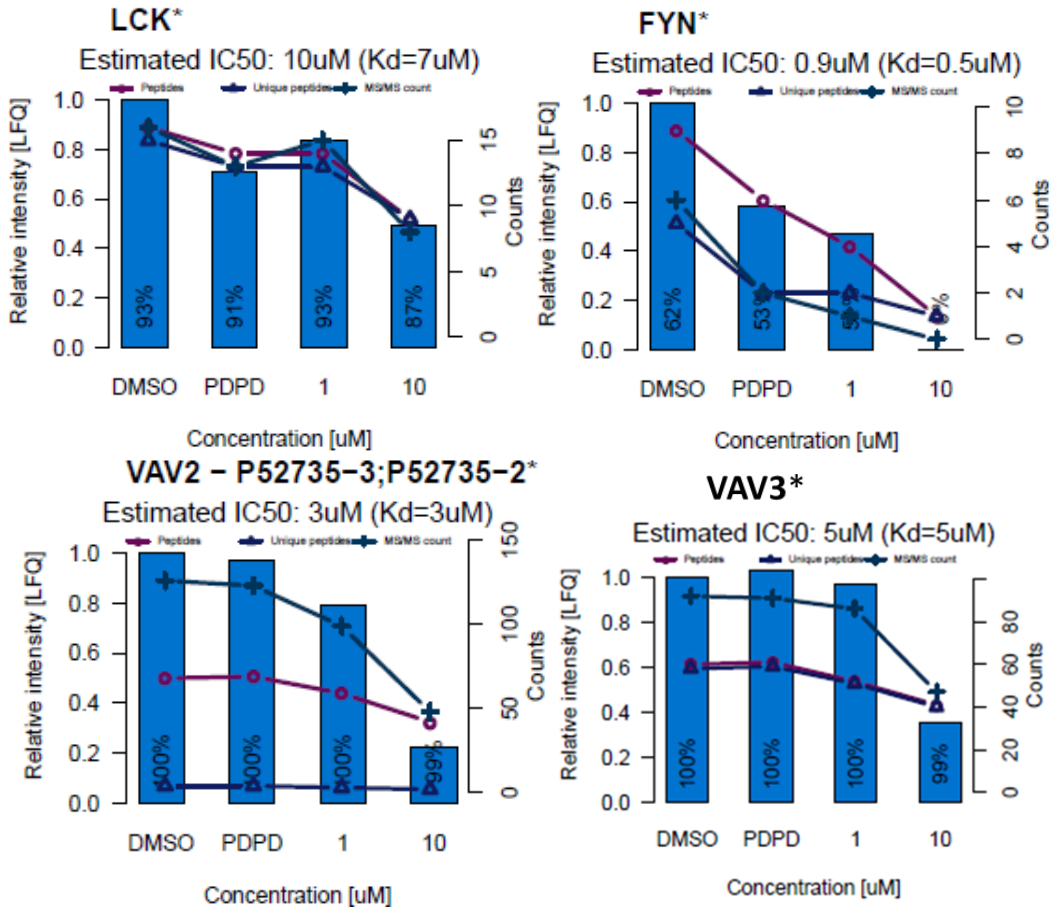 LCK*
Estimated IC50: 10uM (Kd=7uM)
Peptides Unique peptides MS/MS count
Relative intensity [LFQ]
1.0
0.8
0.6
0.4
0.2
0.0
93% 91% 93% 87%
15
10
5
0
Counts
DMSO PDPD 1 10
Concentration [uM]
FYN*
Estimated IC50: 0.9uM (Kd=0.5uM)
Peptides Unique peptides MS/MS count
Relative intensity [LFQ]
1.0
0.8
0.6
0.4
0.2
0.0
62%
10
8
6
4
2
0
Counts
DMSO PDPD 1 10
Concentration [uM]
VAV2 − P52735−3;P52735−2*
Estimated IC50: 3uM (Kd=3uM)
Peptides Unique peptides MS/MS count
Relative intensity [LFQ]
1.0
0.8
0.6
0.4
0.2
0.0
100% 100% 100% 99%
150
100
50
0
Counts
DMSO PDPD 1 10
Concentration [uM]
VAV3*
Estimated IC50: 5uM (Kd=5uM)
Peptides Unique peptides MS/MS count
Relative intensity [LFQ]
1.0
0.8
0.6
0.4
0.2
0.0
100% 100% 100% 99%
80
60
40
20
0
Counts
DMSO PDPD 1 10
Concentration [uM]